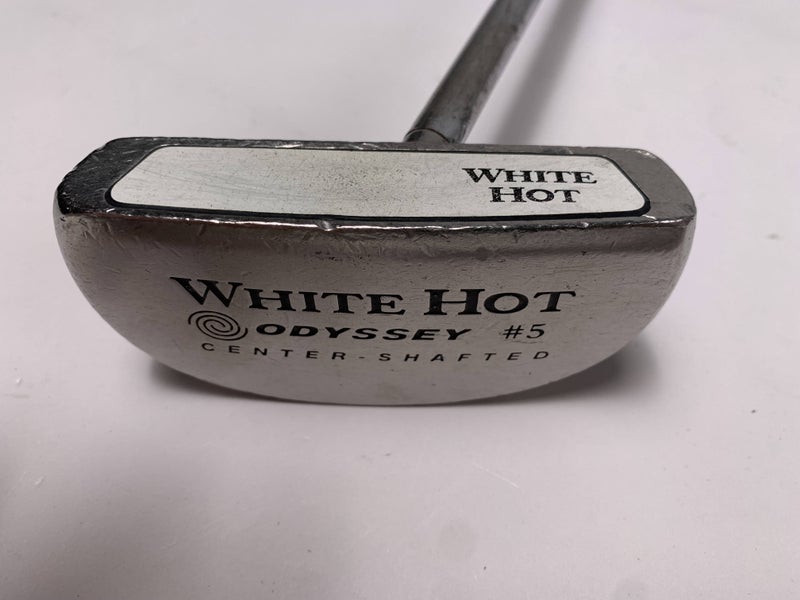 WHITE
HOT
WHITE HOT
ODYSSEY #5
CENTER-SHAFTED